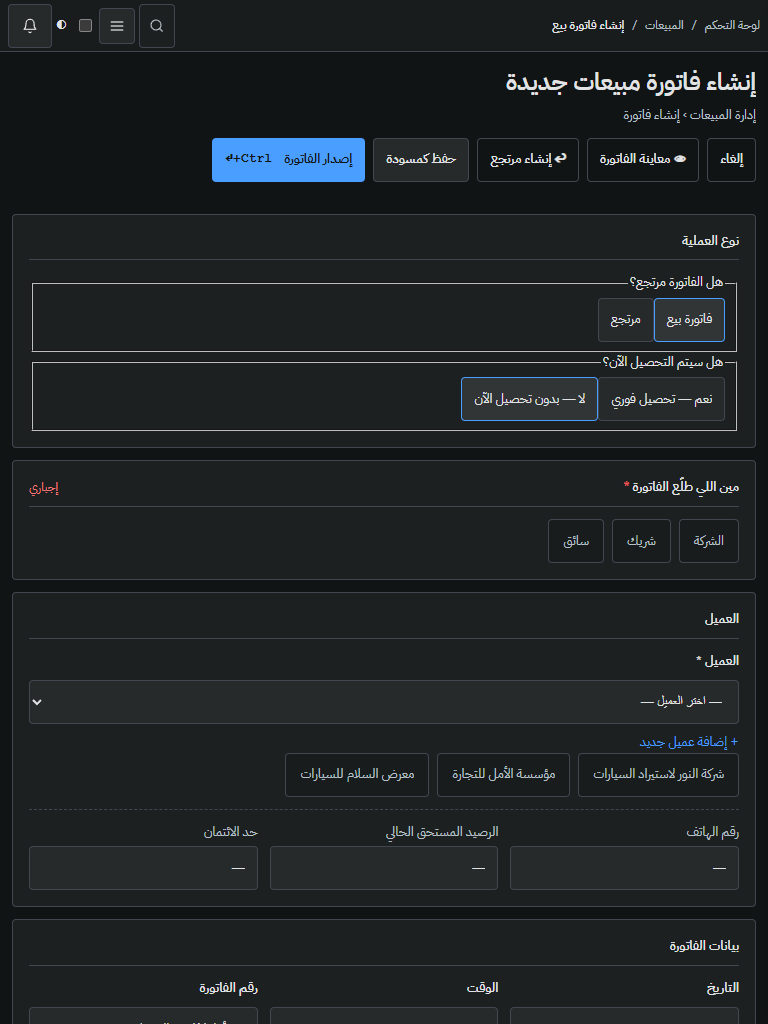 لوحة التحكم / المبيعات / إنشاء فاتورة بيع
إنشاء فاتورة مبيعات جديدة
إدارة المبيعات › إنشاء فاتورة
إلغاء
معاينة الفاتورة
إنشاء مرتجع
حفظ كمسودة
إصدار الفاتورة Ctrl+↵
نوع العملية
هل الفاتورة مرتجع؟
فاتورة بيع
مرتجع
هل سيتم التحصيل الآن؟
نعم — تحصيل فوري
لا — بدون تحصيل الآن
مين اللي طلّع الفاتورة *
إجباري
الشركة
شريك
سائق
العميل
العميل *
— اختر العميل —
+ إضافة عميل جديد
شركة النور لاستيراد السيارات
مؤسسة الأمل للتجارة
معرض السلام للسيارات
رقم الهاتف
الرصيد المستحق الحالي
حد الائتمان
—
—
—
بيانات الفاتورة
التاريخ
الوقت
رقم الفاتورة